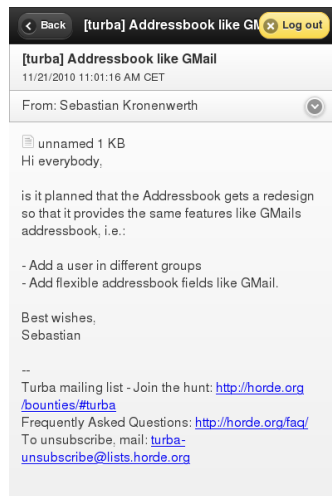 Back
[turba] Addressbook like GM
Log out
[turba] Addressbook like GMail
11/21/2010 11:01:16 AM CET
From: Sebastian Kronenwerth
unnamed 1 KB
Hi everybody,
is it planned that the Addressbook gets a redesign
so that it provides the same features like GMails
addressbook, i.e.:
- Add a user in different groups
- Add flexible addressbook fields like GMail.
Best wishes,
Sebastian
--
Turba mailing list - Join the hunt: http://horde.org
/bounties/#turba
Frequently Asked Questions: http://horde.org/faq/
To unsubscribe, mail: turba-
unsubscribe@lists.horde.org